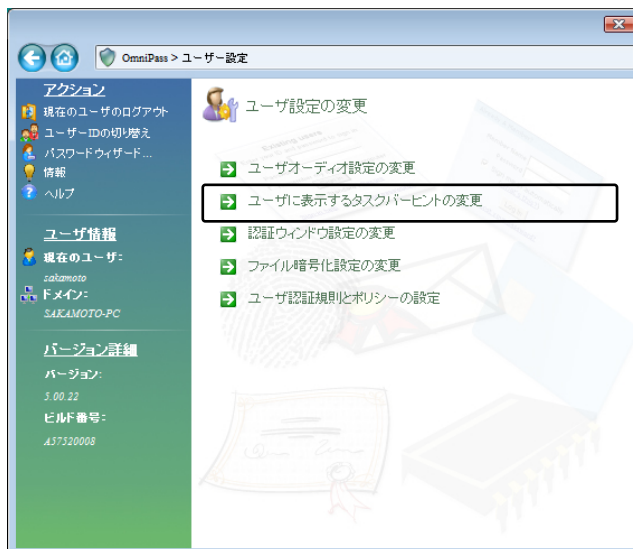 OmniPass > ユーザー設定
アクション
現在のユーザのログアウト
ユーザーIDの切り替え
パスワードウィザード...
情報
ヘルプ
ユーザ情報
現在のユーザ:
sakamoto
ドメイン:
SAKAMOTO-PC
バージョン詳細
バージョン:
5.00.22
ビルド番号:
A57520008
ユーザ設定の変更
ユーザオーディオ設定の変更
ユーザに表示するタスクバーヒントの変更
認証ウィンドウ設定の変更
ファイル暗号化設定の変更
ユーザ認証規則とポリシーの設定